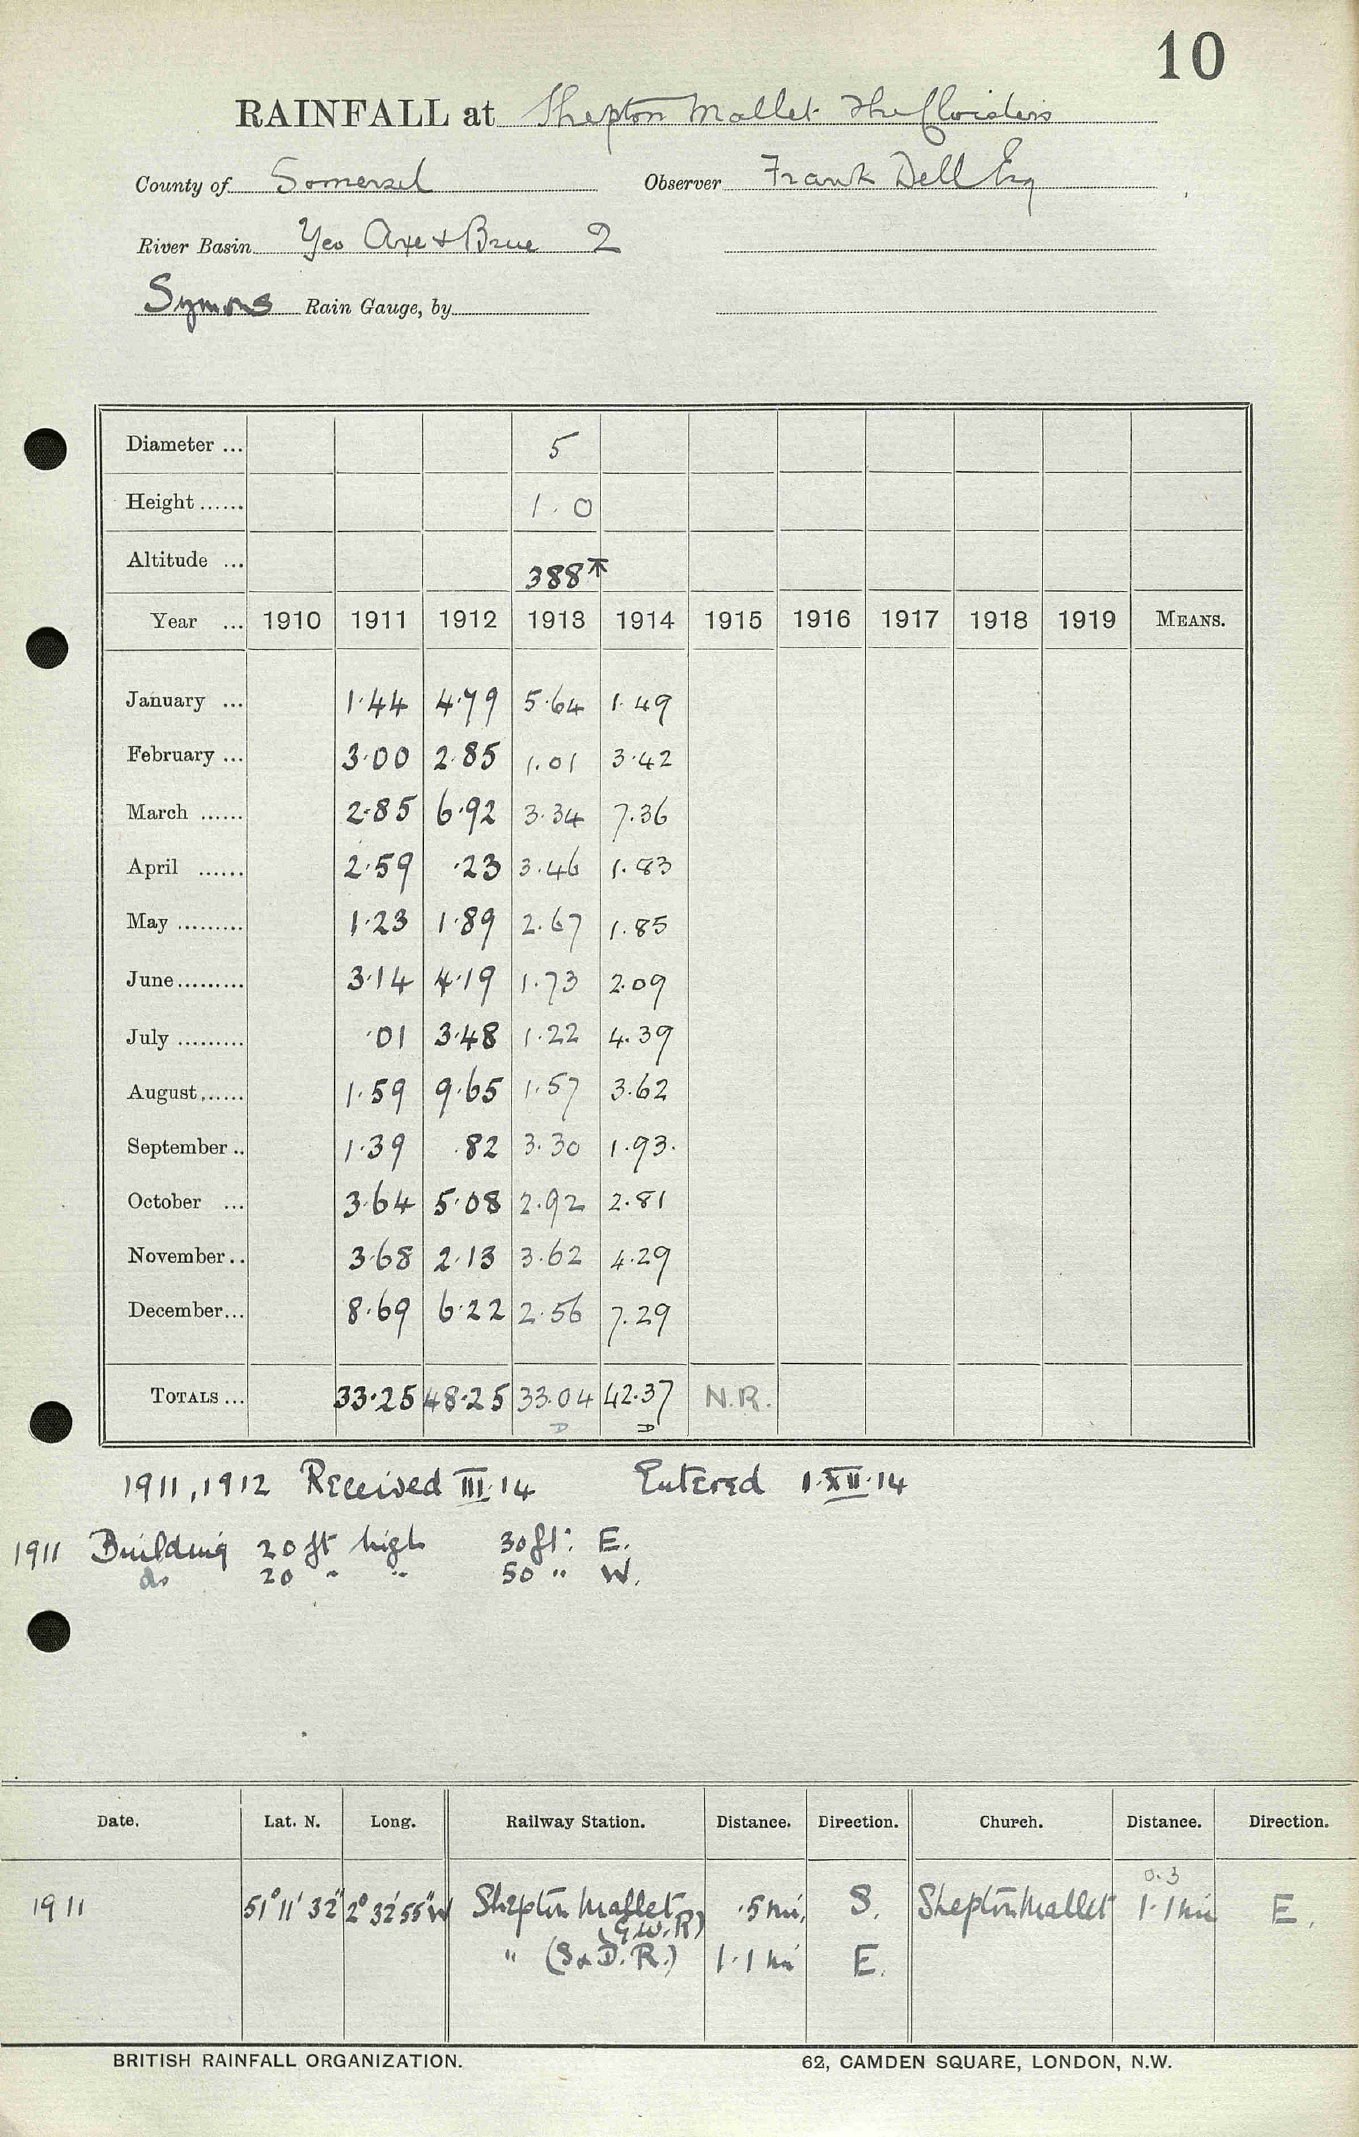 10
RAINFALL at Shepton Mallet The Cloisters
County of Somerset Observer Frank Dell Esq
River Basin Yeo Axe & Brue 2
Symons Rain Gauge, by
Diameter ... 5
Height ...... 1.0
Altitude ... 388
Year ... 1910 1911 1912 1913 1914 1915 1916 1917 1918 1919 MEANS.
January ... 1.44 4.79 5.64 1.49
February ... 3.00 2.85 1.01 3.42
March ...... 2.85 6.92 3.34 7.36
April ...... 2.59 .23 3.46 1.83
May ......... 1.23 1.89 2.67 1.85
June ......... 3.14 4.19 1.73 2.09
July ......... .01 3.48 1.22 4.39
August ...... 1.59 9.65 1.57 3.62
September .. 1.39 .82 3.30 1.93.
October ... 3.64 5.08 2.92 2.81
November .. 3.68 2.13 3.62 4.29
December ... 8.69 6.22 2.56 7.29
TOTALS ... 33.25 48.25 33.04 42.37 N.R.
D D
1911, 1912 Received III.14 Entered 1.XII.14
1911 Building 20 ft high 30 ft: E.
do 20 " " 50 " W.
Date. Lat. N. Long. Railway Station. Distance. Direction. Church. Distance. Direction.
0.3
1911 51° 11' 32" 2° 32' 55" W Shepton Mallet .5 mi. S. Shepton Mallet 1.1 mi E.
(G.W.R)
" (S & D.R.) 1.1 mi E.
BRITISH RAINFALL ORGANIZATION. 62, CAMDEN SQUARE, LONDON, N.W.